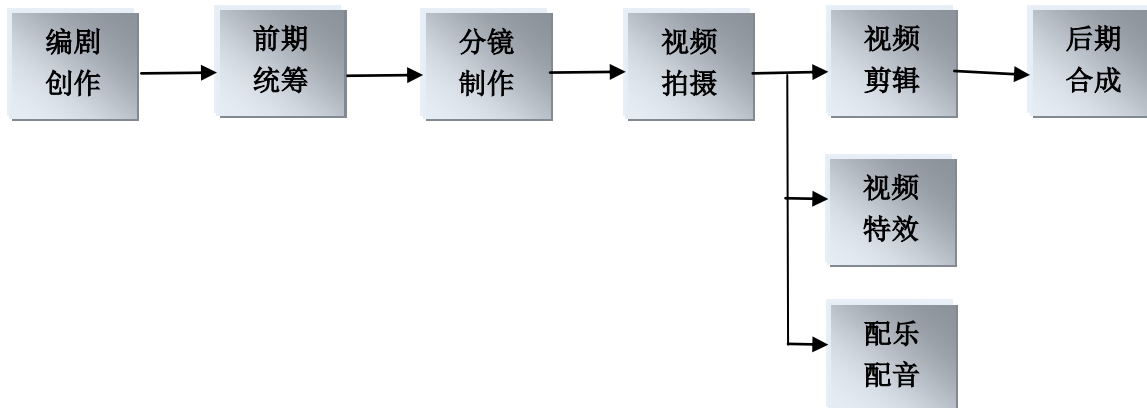 编剧
创作
前期
统筹
分镜
制作
视频
拍摄
视频
剪辑
后期
合成
视频
特效
配乐
配音